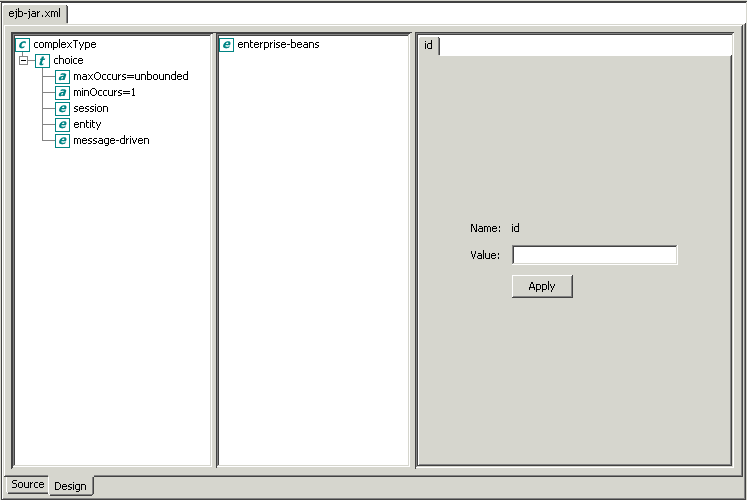 ejb-jar.xml
c complexType
t choice
a maxOccurs=unbounded
a minOccurs=1
e session
e entity
e message-driven
e enterprise-beans
id
Name: id
Value:
Apply
Source Design